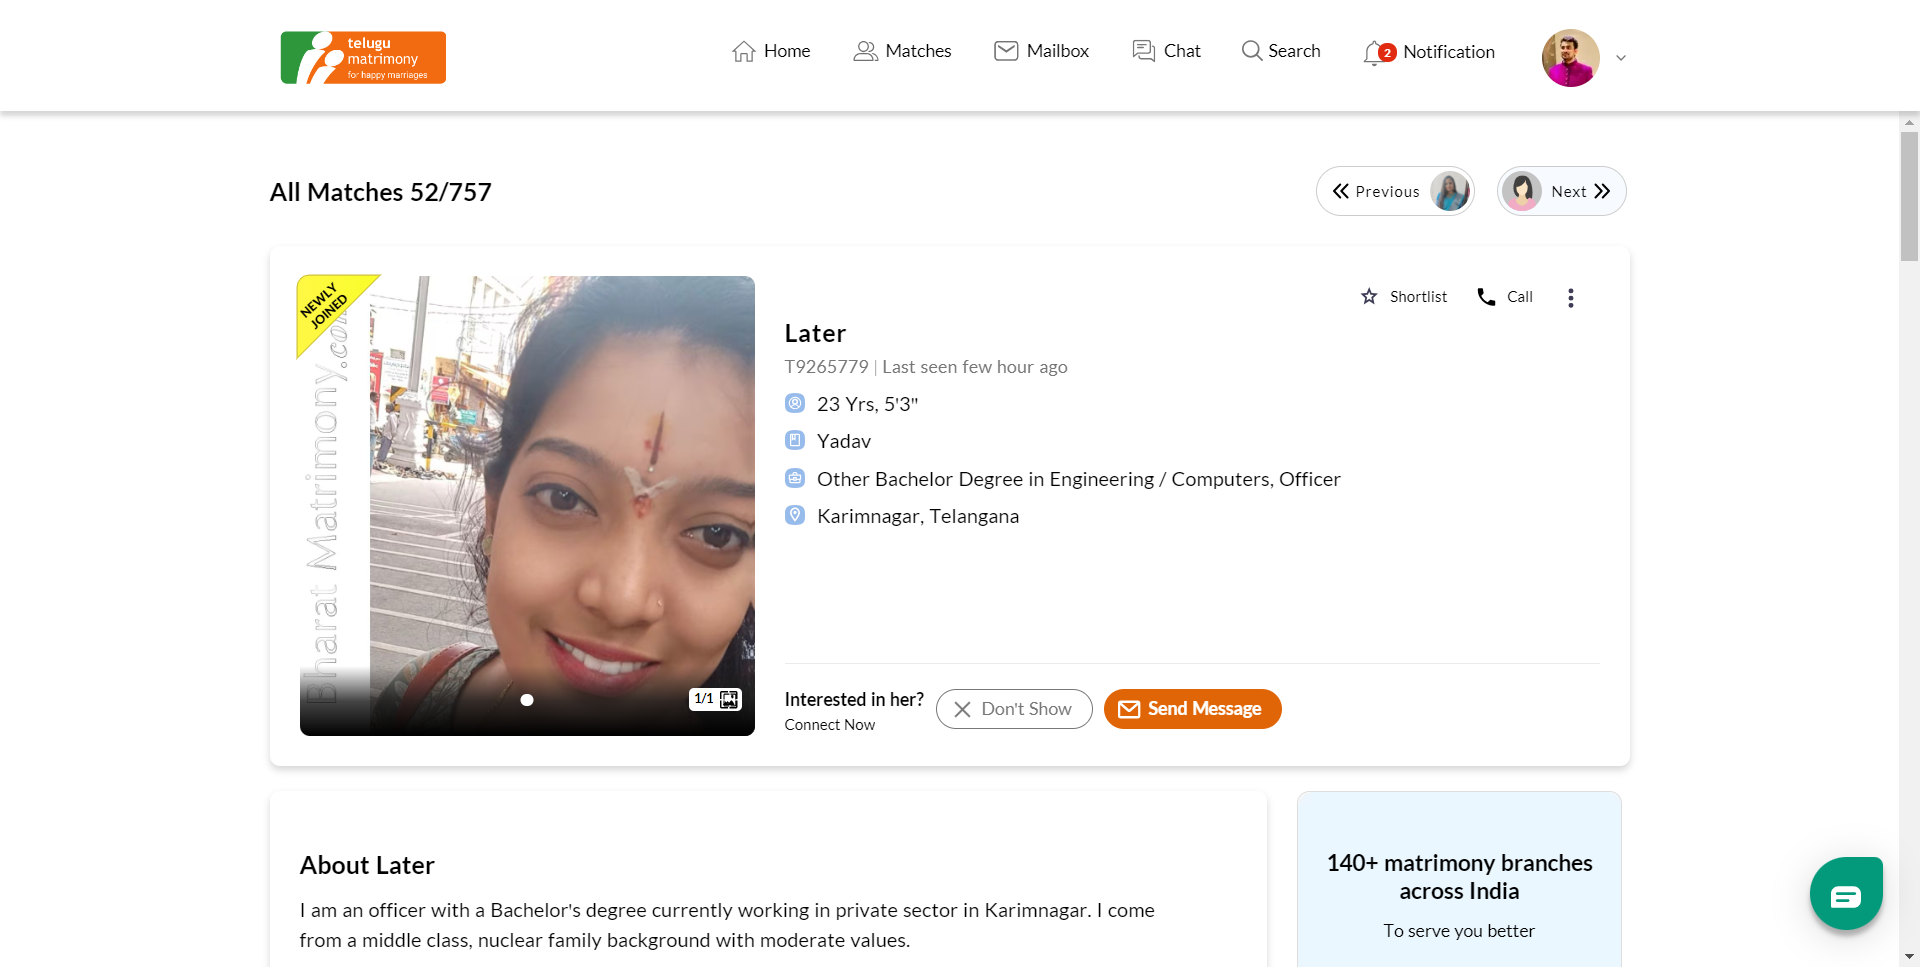 telugu
matrimony
for happy marriages
Home
Matches
Mailbox
Chat
Search
2
Notification
All Matches 52/757
Previous
Next
NEWLY
JOINED
Bharat Matrimony.com
1/1
Shortlist
Call
Later
T9265779 | Last seen few hour ago
23 Yrs, 5'3"
Yadav
Other Bachelor Degree in Engineering / Computers, Officer
Karimnagar, Telangana
Interested in her?
Connect Now
Don't Show
Send Message
About Later
I am an officer with a Bachelor's degree currently working in private sector in Karimnagar. I come
from a middle class, nuclear family background with moderate values.
140+ matrimony branches
across India
To serve you better